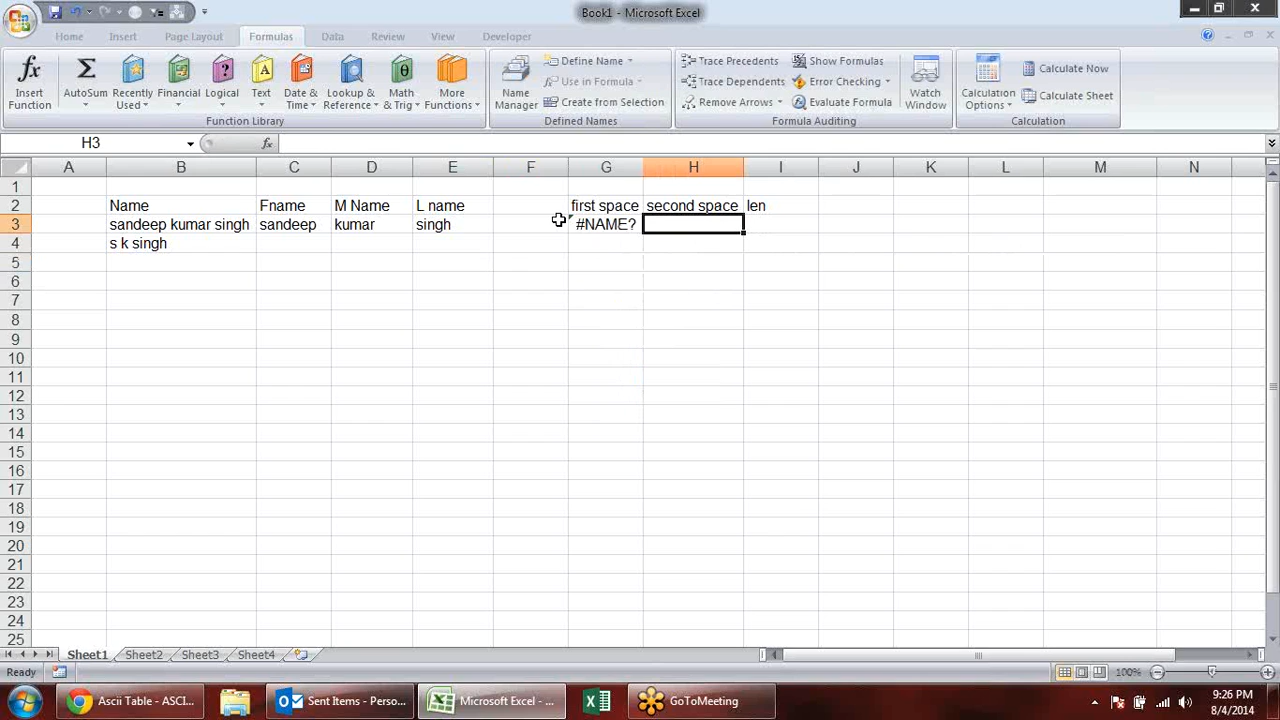 Book1 - Microsoft Excel
Home Insert Page Layout Formulas Data Review View Developer
Insert Function
AutoSum
Recently Used
Financial
Logical
Text
Date & Time
Lookup & Reference
Math & Trig
More Functions
Function Library
Name Manager
Define Name
Use in Formula
Create from Selection
Defined Names
Trace Precedents
Trace Dependents
Remove Arrows
Show Formulas
Error Checking
Evaluate Formula
Formula Auditing
Watch Window
Calculation Options
Calculate Now
Calculate Sheet
Calculation
H3 fx
A B C D E F G H I J K L M N
1
2 Name Fname M Name L name first space second space len
3 sandeep kumar singh sandeep kumar singh #NAME?
4 s k singh
5
6
7
8
9
10
11
12
13
14
15
16
17
18
19
20
21
22
23
24
25
Sheet1 Sheet2 Sheet3 Sheet4
Ready 100%
Ascii Table - ASCI... Sent Items - Perso... Microsoft Excel - ... GoToMeeting
9:26 PM
8/4/2014